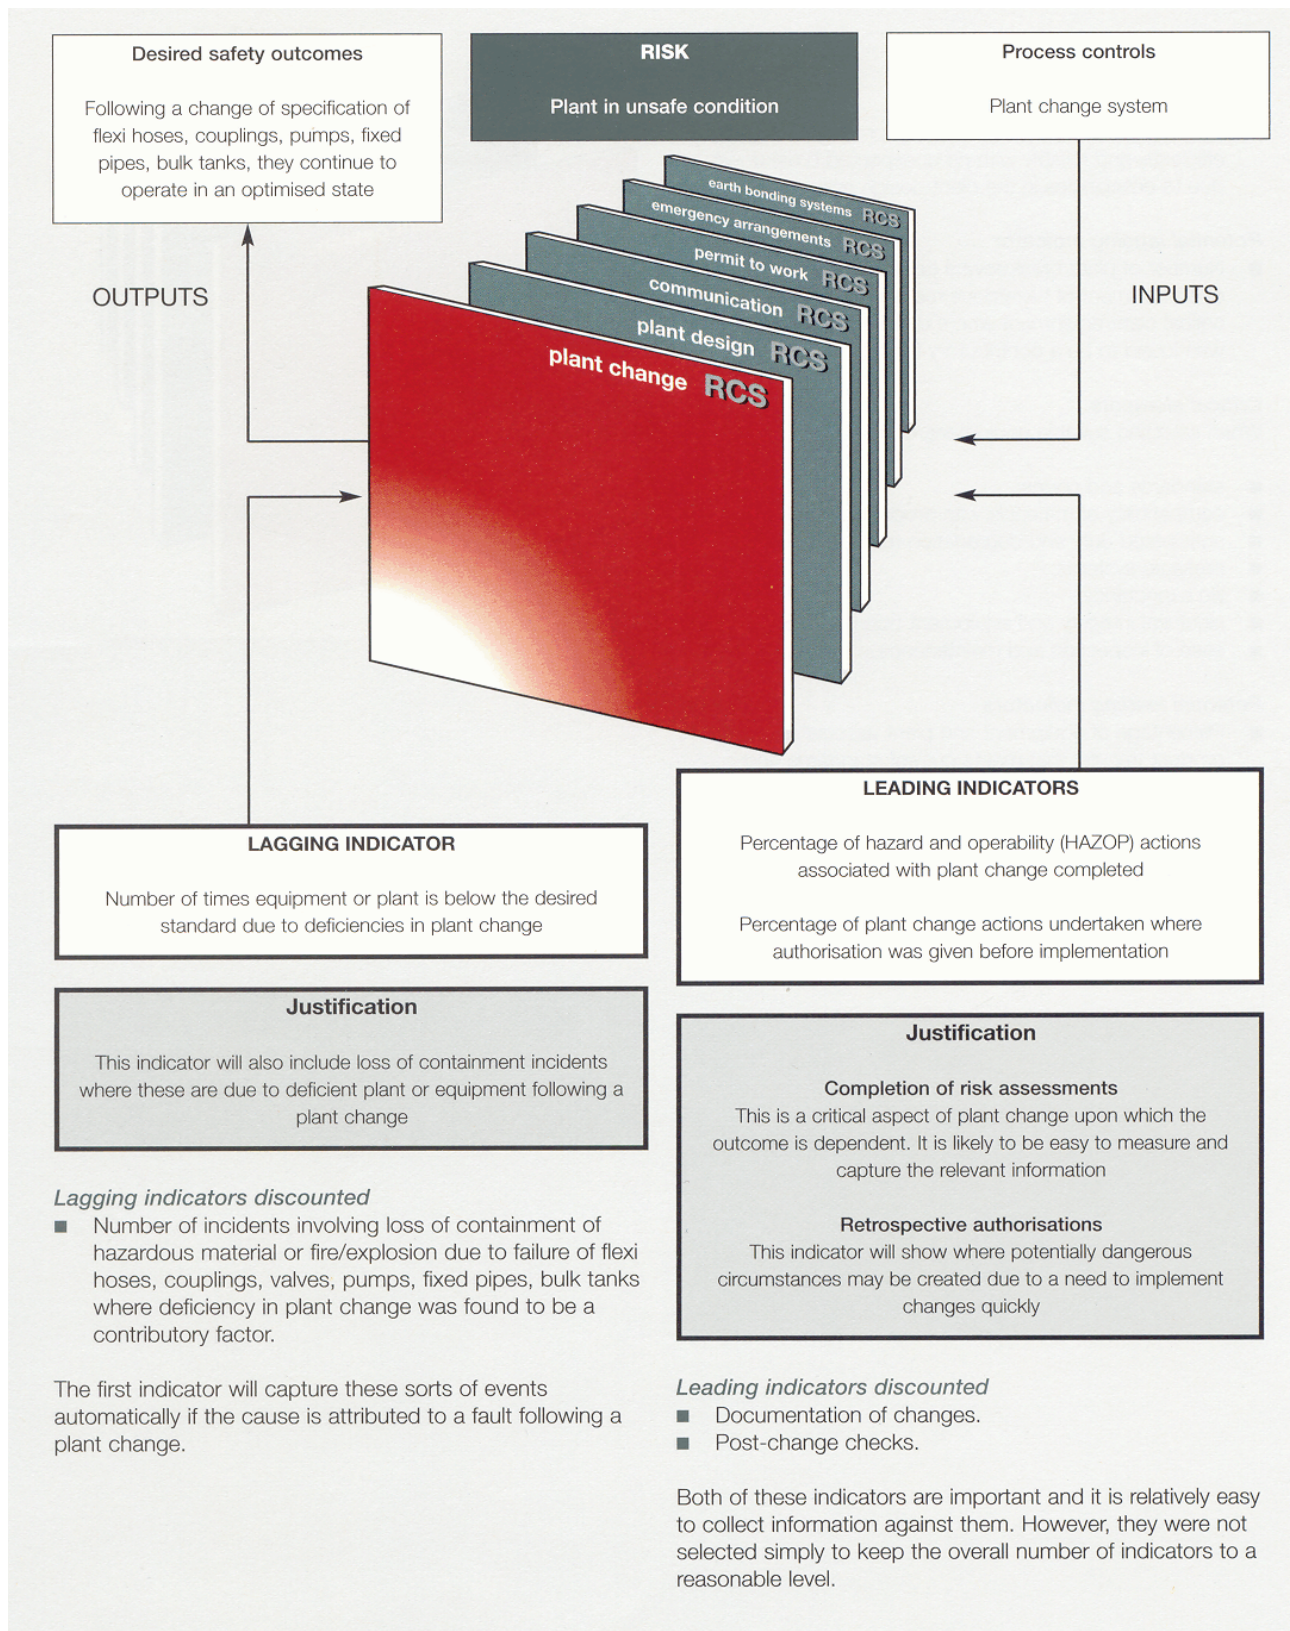 Desired safety outcomes
Following a change of specification of
flexi hoses, couplings, pumps, fixed
pipes, bulk tanks, they continue to
operate in an optimised state
RISK
Plant in unsafe condition
Process controls
Plant change system
OUTPUTS
INPUTS
earth bonding systems RCS
emergency arrangements RCS
permit to work RCS
communication RCS
plant design RCS
plant change RCS
LAGGING INDICATOR
Number of times equipment or plant is below the desired
standard due to deficiencies in plant change
Justification
This indicator will also include loss of containment incidents
where these are due to deficient plant or equipment following a
plant change
Lagging indicators discounted
■ Number of incidents involving loss of containment of
hazardous material or fire/explosion due to failure of flexi
hoses, couplings, valves, pumps, fixed pipes, bulk tanks
where deficiency in plant change was found to be a
contributory factor.
The first indicator will capture these sorts of events
automatically if the cause is attributed to a fault following a
plant change.
LEADING INDICATORS
Percentage of hazard and operability (HAZOP) actions
associated with plant change completed
Percentage of plant change actions undertaken where
authorisation was given before implementation
Justification
Completion of risk assessments
This is a critical aspect of plant change upon which the
outcome is dependent. It is likely to be easy to measure and
capture the relevant information
Retrospective authorisations
This indicator will show where potentially dangerous
circumstances may be created due to a need to implement
changes quickly
Leading indicators discounted
■ Documentation of changes.
■ Post-change checks.
Both of these indicators are important and it is relatively easy
to collect information against them. However, they were not
selected simply to keep the overall number of indicators to a
reasonable level.